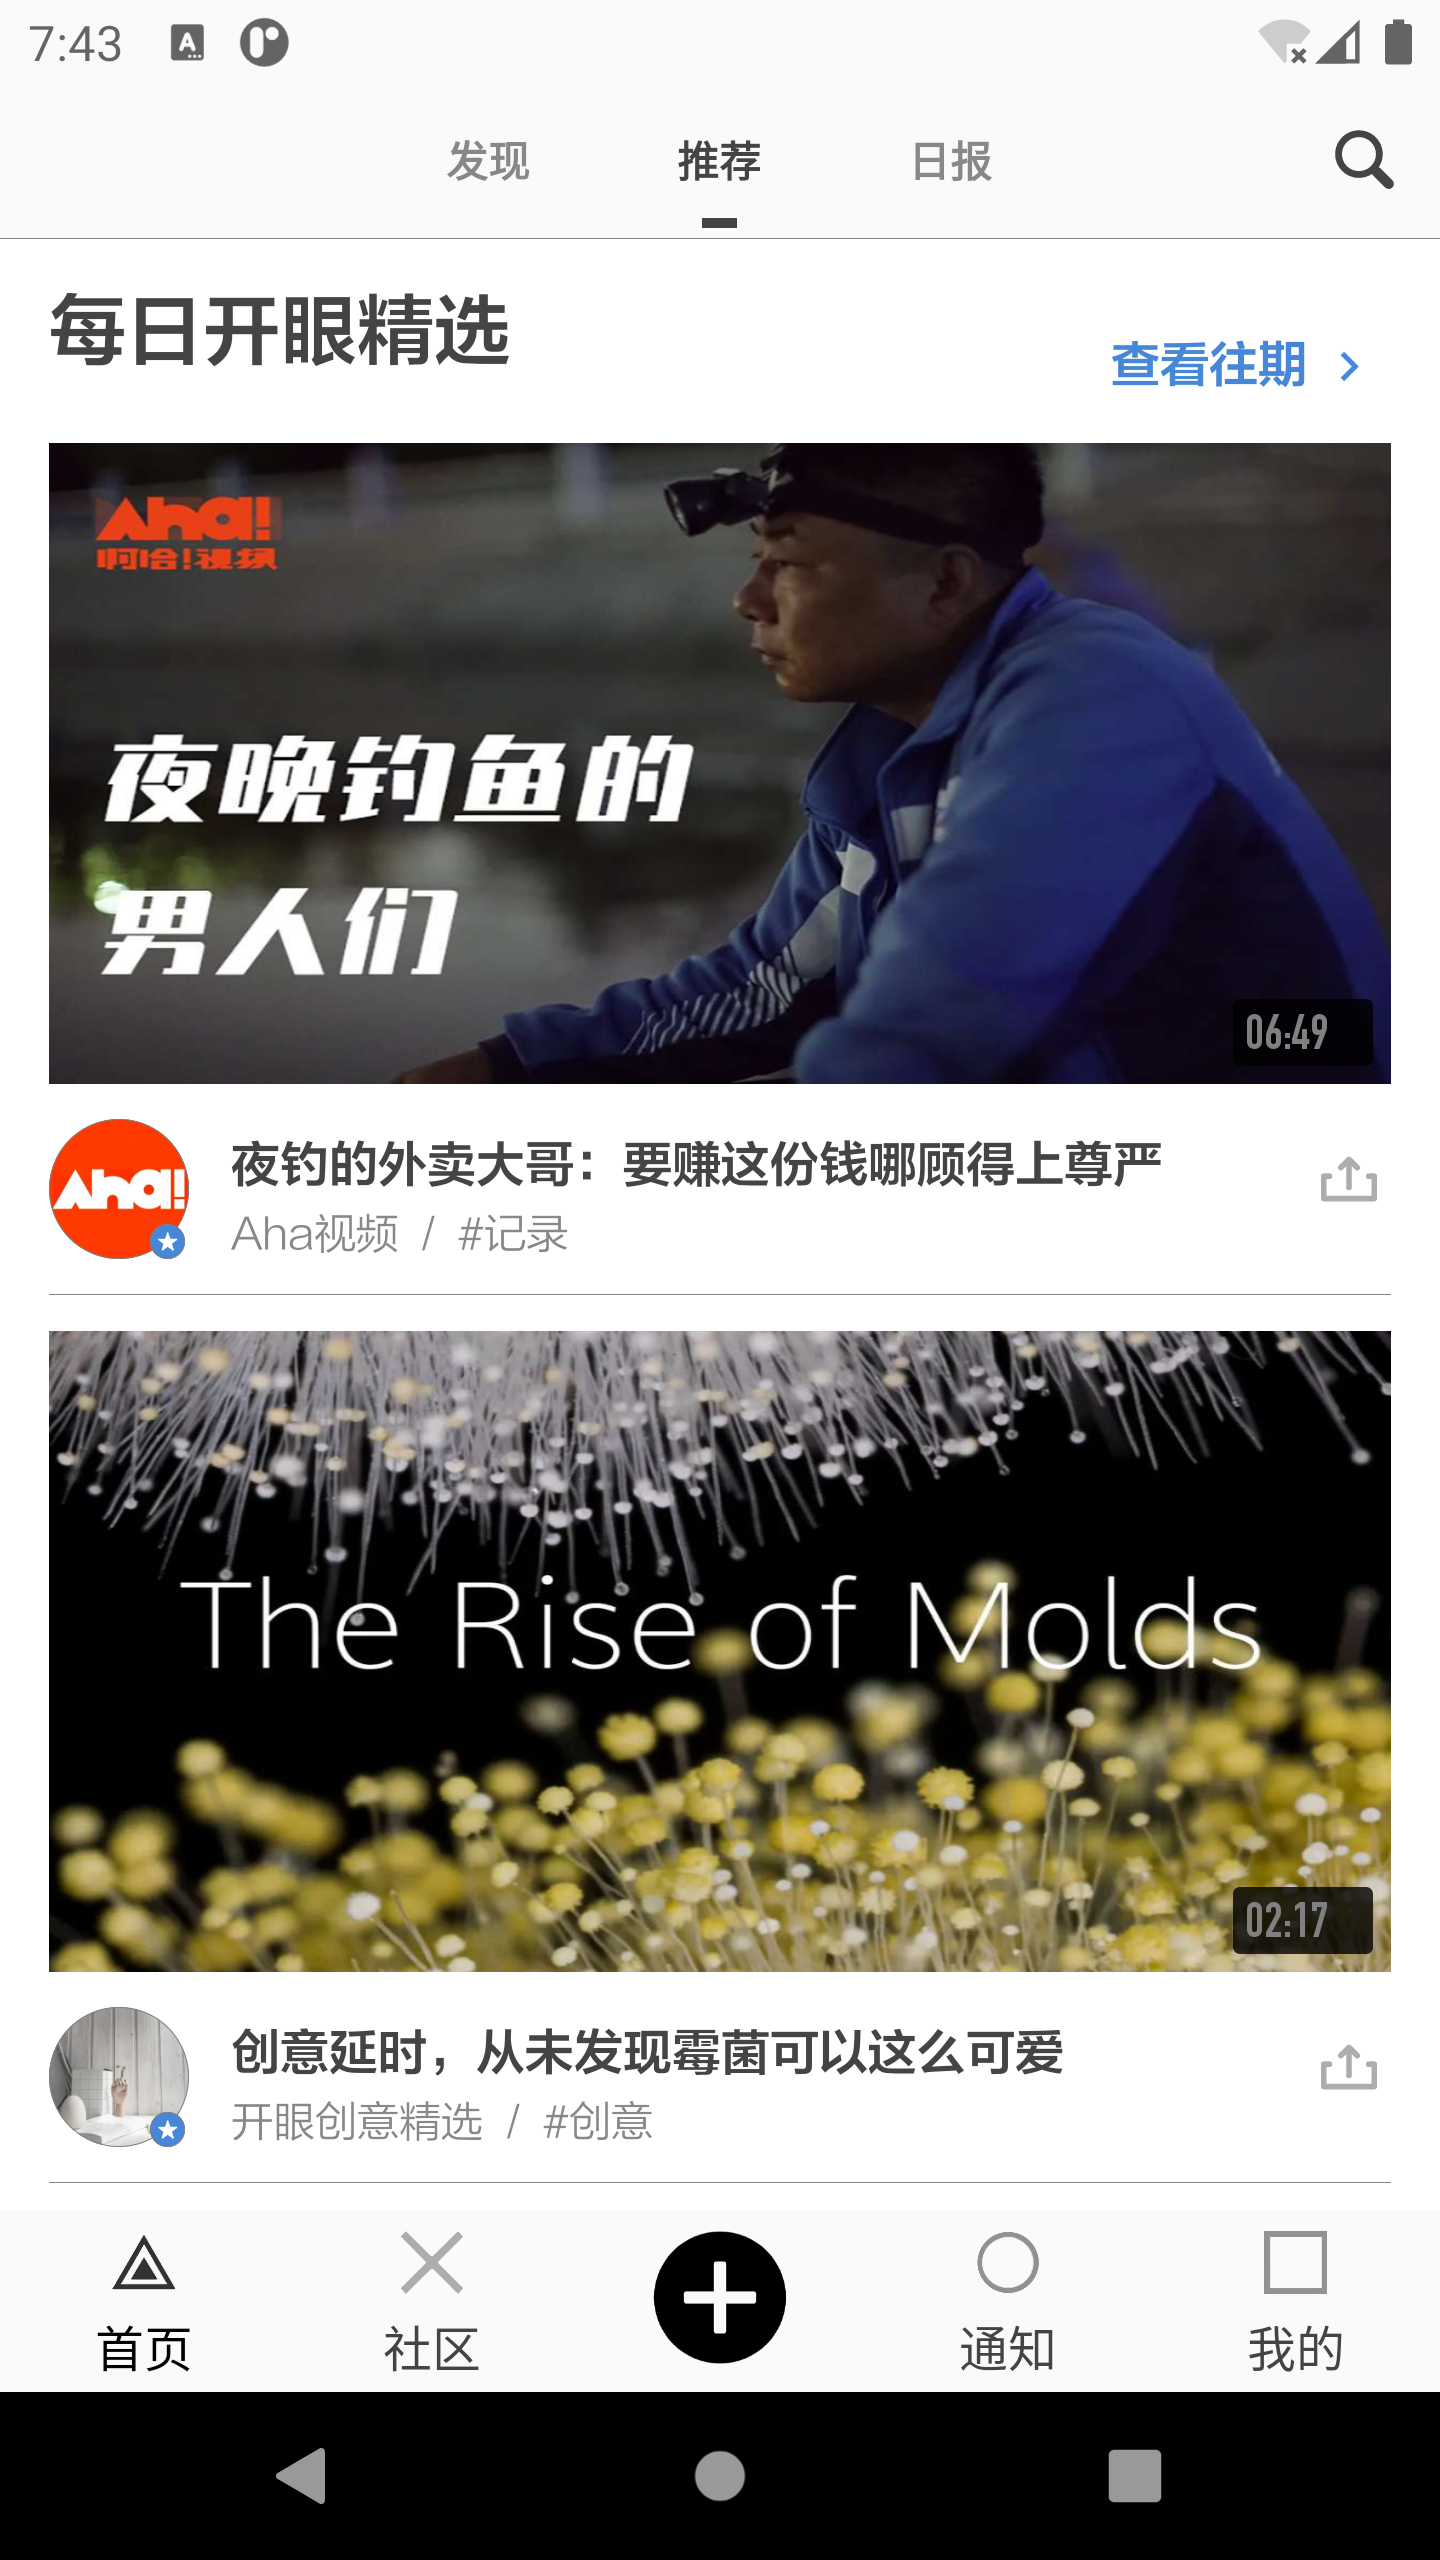 7:43
发现
推荐
日报
每日开眼精选
查看往期
Aha!
啊哈!视频
夜晚钓鱼的
男人们
06:49
Aha!
夜钓的外卖大哥：要赚这份钱哪顾得上尊严
Aha视频 / #记录
The Rise of Molds
02:17
创意延时，从未发现霉菌可以这么可爱
开眼创意精选 / #创意
首页
社区
通知
我的